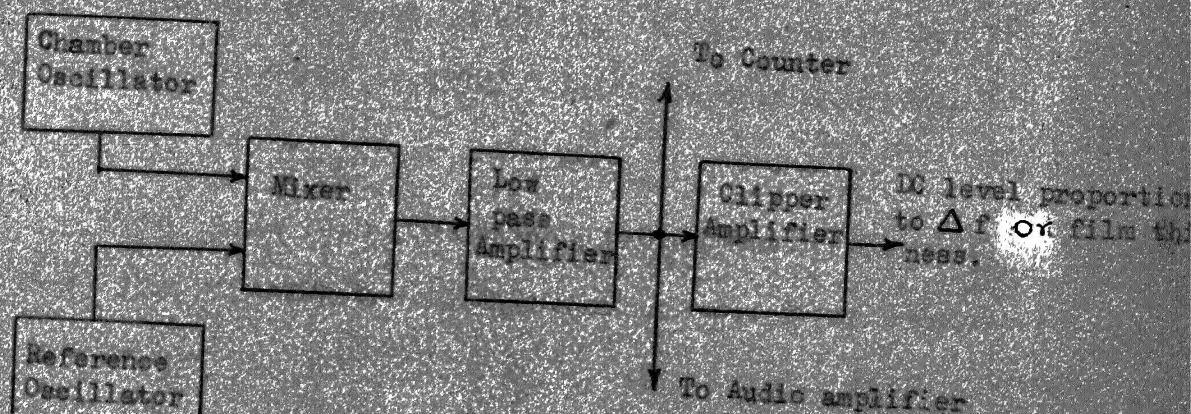 Chamber
Oscillator
To Counter
Mixer
Low
pass
Amplifier
Clipper
Amplifier
DC level proportion
to Δ f or film thi
ness.
Reference
Oscillator
To Audio amplifier